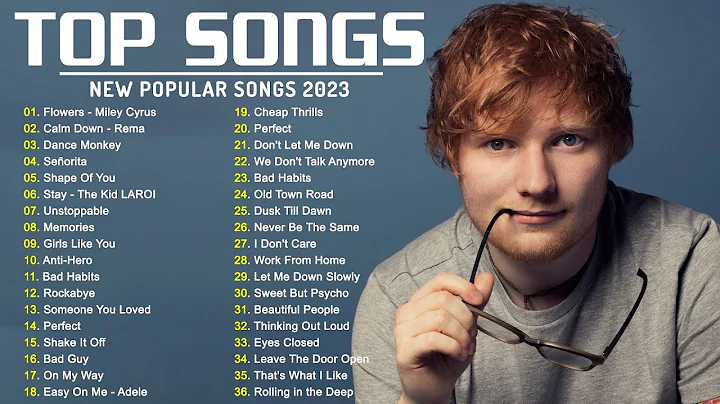 TOP SONGS
NEW POPULAR SONGS 2023
01. Flowers - Miley Cyrus
02. Calm Down - Rema
03. Dance Monkey
04. Señorita
05. Shape Of You
06. Stay - The Kid LAROI
07. Unstoppable
08. Memories
09. Girls Like You
10. Anti-Hero
11. Bad Habits
12. Rockabye
13. Someone You Loved
14. Perfect
15. Shake It Off
16. Bad Guy
17. On My Way
18. Easy On Me - Adele
19. Cheap Thrills
20. Perfect
21. Don't Let Me Down
22. We Don't Talk Anymore
23. Bad Habits
24. Old Town Road
25. Dusk Till Dawn
26. Never Be The Same
27. I Don't Care
28. Work From Home
29. Let Me Down Slowly
30. Sweet But Psycho
31. Beautiful People
32. Thinking Out Loud
33. Eyes Closed
34. Leave The Door Open
35. That's What I Like
36. Rolling in the Deep